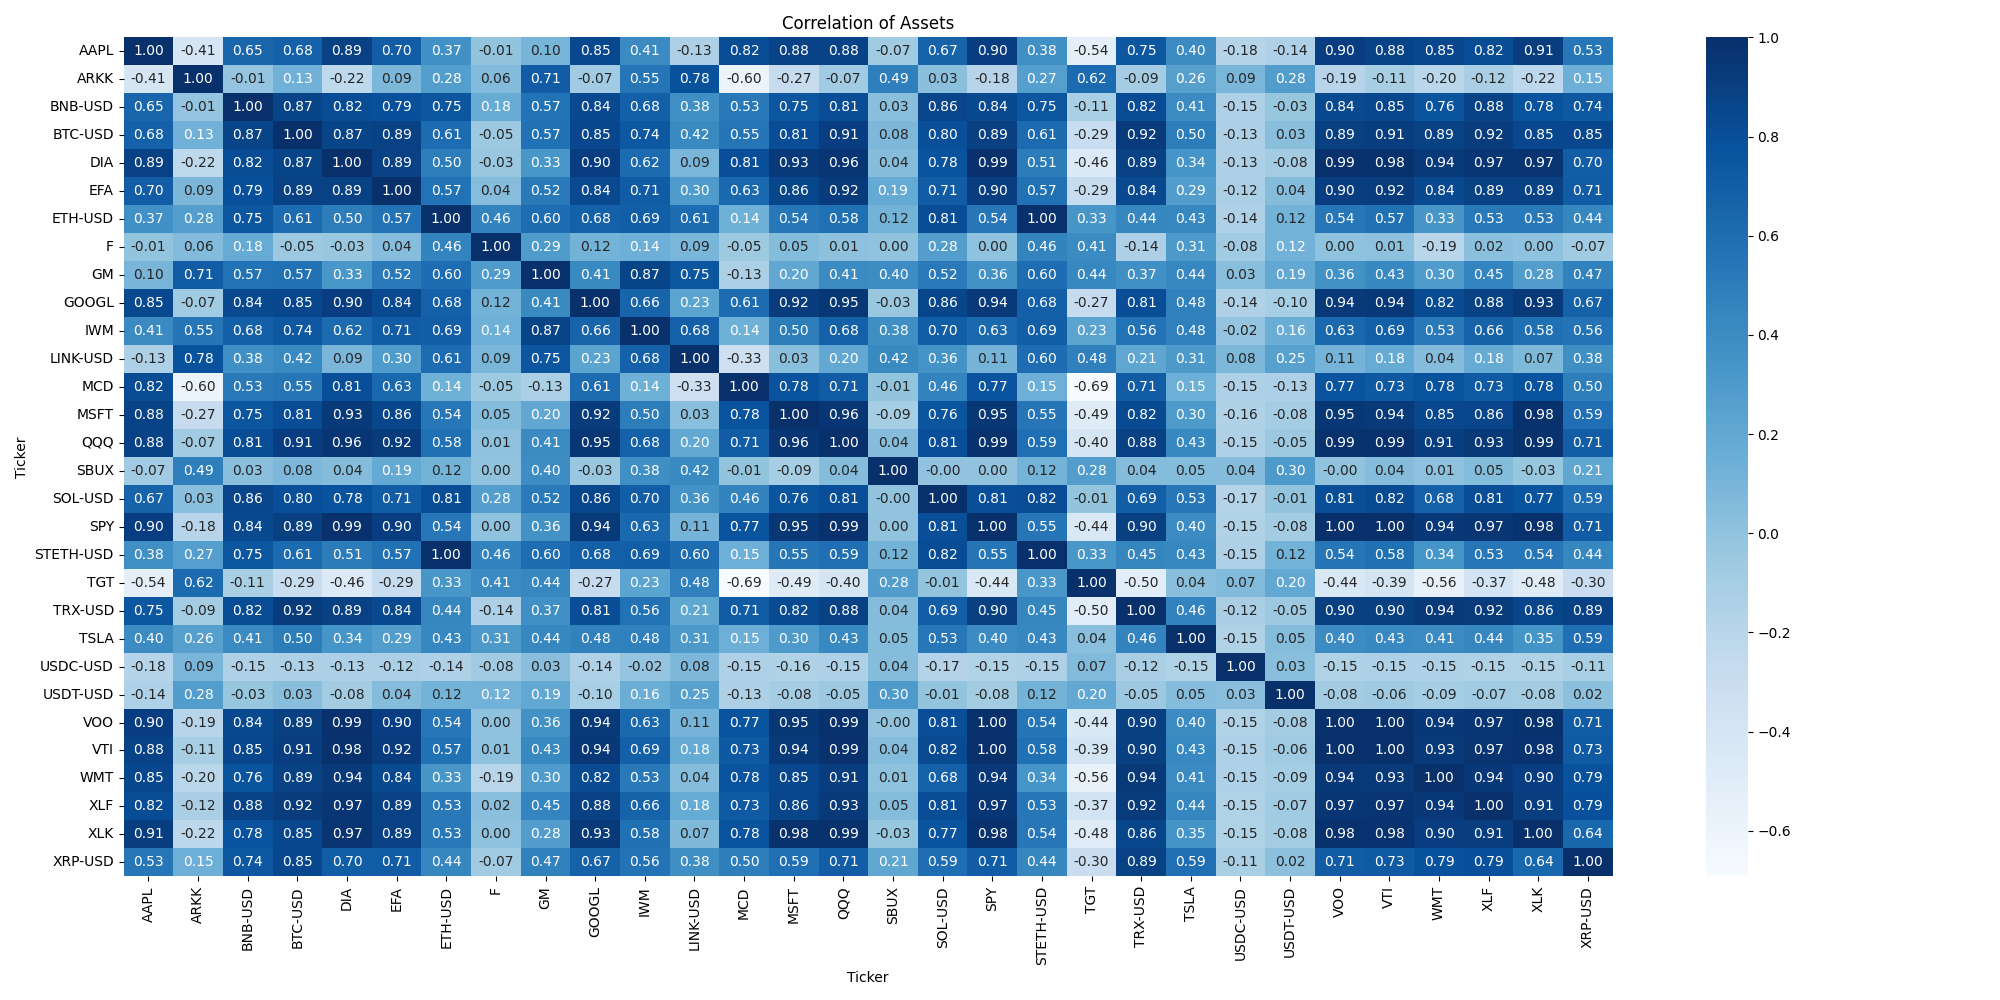 Correlation of Assets
AAPL 1.00 -0.41 0.65 0.68 0.89 0.70 0.37 -0.01 0.10 0.85 0.41 -0.13 0.82 0.88 0.88 -0.07 0.67 0.90 0.38 -0.54 0.75 0.40 -0.18 -0.14 0.90 0.88 0.85 0.82 0.91 0.53
ARKK -0.41 1.00 -0.01 0.13 -0.22 0.09 0.28 0.06 0.71 -0.07 0.55 0.78 -0.60 -0.27 -0.07 0.49 0.03 -0.18 0.27 0.62 -0.09 0.26 0.09 0.28 -0.19 -0.11 -0.20 -0.12 -0.22 0.15
BNB-USD 0.65 -0.01 1.00 0.87 0.82 0.79 0.75 0.18 0.57 0.84 0.68 0.38 0.53 0.75 0.81 0.03 0.86 0.84 0.75 -0.11 0.82 0.41 -0.15 -0.03 0.84 0.85 0.76 0.88 0.78 0.74
BTC-USD 0.68 0.13 0.87 1.00 0.87 0.89 0.61 -0.05 0.57 0.85 0.74 0.42 0.55 0.81 0.91 0.08 0.80 0.89 0.61 -0.29 0.92 0.50 -0.13 0.03 0.89 0.91 0.89 0.92 0.85 0.85
DIA 0.89 -0.22 0.82 0.87 1.00 0.89 0.50 -0.03 0.33 0.90 0.62 0.09 0.81 0.93 0.96 0.04 0.78 0.99 0.51 -0.46 0.89 0.34 -0.13 -0.08 0.99 0.98 0.94 0.97 0.97 0.70
EFA 0.70 0.09 0.79 0.89 0.89 1.00 0.57 0.04 0.52 0.84 0.71 0.30 0.63 0.86 0.92 0.19 0.71 0.90 0.57 -0.29 0.84 0.29 -0.12 0.04 0.90 0.92 0.84 0.89 0.89 0.71
ETH-USD 0.37 0.28 0.75 0.61 0.50 0.57 1.00 0.46 0.60 0.68 0.69 0.61 0.14 0.54 0.58 0.12 0.81 0.54 1.00 0.33 0.44 0.43 -0.14 0.12 0.54 0.57 0.33 0.53 0.53 0.44
F -0.01 0.06 0.18 -0.05 -0.03 0.04 0.46 1.00 0.29 0.12 0.14 0.09 -0.05 0.05 0.01 0.00 0.28 0.00 0.46 0.41 -0.14 0.31 -0.08 0.12 0.00 0.01 -0.19 0.02 0.00 -0.07
GM 0.10 0.71 0.57 0.57 0.33 0.52 0.60 0.29 1.00 0.41 0.87 0.75 -0.13 0.20 0.41 0.40 0.52 0.36 0.60 0.44 0.37 0.44 0.03 0.19 0.36 0.43 0.30 0.45 0.28 0.47
GOOGL 0.85 -0.07 0.84 0.85 0.90 0.84 0.68 0.12 0.41 1.00 0.66 0.23 0.61 0.92 0.95 -0.03 0.86 0.94 0.68 -0.27 0.81 0.48 -0.14 -0.10 0.94 0.94 0.82 0.88 0.93 0.67
IWM 0.41 0.55 0.68 0.74 0.62 0.71 0.69 0.14 0.87 0.66 1.00 0.68 0.14 0.50 0.68 0.38 0.70 0.63 0.69 0.23 0.56 0.48 -0.02 0.16 0.63 0.69 0.53 0.66 0.58 0.56
LINK-USD -0.13 0.78 0.38 0.42 0.09 0.30 0.61 0.09 0.75 0.23 0.68 1.00 -0.33 0.03 0.20 0.42 0.36 0.11 0.60 0.48 0.21 0.31 0.08 0.25 0.11 0.18 0.04 0.18 0.07 0.38
MCD 0.82 -0.60 0.53 0.55 0.81 0.63 0.14 -0.05 -0.13 0.61 0.14 -0.33 1.00 0.78 0.71 -0.01 0.46 0.77 0.15 -0.69 0.71 0.15 -0.15 -0.13 0.77 0.73 0.78 0.73 0.78 0.50
MSFT 0.88 -0.27 0.75 0.81 0.93 0.86 0.54 0.05 0.20 0.92 0.50 0.03 0.78 1.00 0.96 -0.09 0.76 0.95 0.55 -0.49 0.82 0.30 -0.16 -0.08 0.95 0.94 0.85 0.86 0.98 0.59
QQQ 0.88 -0.07 0.81 0.91 0.96 0.92 0.58 0.01 0.41 0.95 0.68 0.20 0.71 0.96 1.00 0.04 0.81 0.99 0.59 -0.40 0.88 0.43 -0.15 -0.05 0.99 0.99 0.91 0.93 0.99 0.71
SBUX -0.07 0.49 0.03 0.08 0.04 0.19 0.12 0.00 0.40 -0.03 0.38 0.42 -0.01 -0.09 0.04 1.00 -0.00 0.00 0.12 0.28 0.04 0.05 0.04 0.30 -0.00 0.04 0.01 0.05 -0.03 0.21
SOL-USD 0.67 0.03 0.86 0.80 0.78 0.71 0.81 0.28 0.52 0.86 0.70 0.36 0.46 0.76 0.81 -0.00 1.00 0.81 0.82 -0.01 0.69 0.53 -0.17 -0.01 0.81 0.82 0.68 0.81 0.77 0.59
SPY 0.90 -0.18 0.84 0.89 0.99 0.90 0.54 0.00 0.36 0.94 0.63 0.11 0.77 0.95 0.99 0.00 0.81 1.00 0.55 -0.44 0.90 0.40 -0.15 -0.08 1.00 1.00 0.94 0.97 0.98 0.71
STETH-USD 0.38 0.27 0.75 0.61 0.51 0.57 1.00 0.46 0.60 0.68 0.69 0.60 0.15 0.55 0.59 0.12 0.82 0.55 1.00 0.33 0.45 0.43 -0.15 0.12 0.54 0.58 0.34 0.53 0.54 0.44
TGT -0.54 0.62 -0.11 -0.29 -0.46 -0.29 0.33 0.41 0.44 -0.27 0.23 0.48 -0.69 -0.49 -0.40 0.28 -0.01 -0.44 0.33 1.00 -0.50 0.04 0.07 0.20 -0.44 -0.39 -0.56 -0.37 -0.48 -0.30
TRX-USD 0.75 -0.09 0.82 0.92 0.89 0.84 0.44 -0.14 0.37 0.81 0.56 0.21 0.71 0.82 0.88 0.04 0.69 0.90 0.45 -0.50 1.00 0.46 -0.12 -0.05 0.90 0.90 0.94 0.92 0.86 0.89
TSLA 0.40 0.26 0.41 0.50 0.34 0.29 0.43 0.31 0.44 0.48 0.48 0.31 0.15 0.30 0.43 0.05 0.53 0.40 0.43 0.04 0.46 1.00 -0.15 0.05 0.40 0.43 0.41 0.44 0.35 0.59
USDC-USD -0.18 0.09 -0.15 -0.13 -0.13 -0.12 -0.14 -0.08 0.03 -0.14 -0.02 0.08 -0.15 -0.16 -0.15 0.04 -0.17 -0.15 -0.15 0.07 -0.12 -0.15 1.00 0.03 -0.15 -0.15 -0.15 -0.15 -0.15 -0.11
USDT-USD -0.14 0.28 -0.03 0.03 -0.08 0.04 0.12 0.12 0.19 -0.10 0.16 0.25 -0.13 -0.08 -0.05 0.30 -0.01 -0.08 0.12 0.20 -0.05 0.05 0.03 1.00 -0.08 -0.06 -0.09 -0.07 -0.08 0.02
VOO 0.90 -0.19 0.84 0.89 0.99 0.90 0.54 0.00 0.36 0.94 0.63 0.11 0.77 0.95 0.99 -0.00 0.81 1.00 0.54 -0.44 0.90 0.40 -0.15 -0.08 1.00 1.00 0.94 0.97 0.98 0.71
VTI 0.88 -0.11 0.85 0.91 0.98 0.92 0.57 0.01 0.43 0.94 0.69 0.18 0.73 0.94 0.99 0.04 0.82 1.00 0.58 -0.39 0.90 0.43 -0.15 -0.06 1.00 1.00 0.93 0.97 0.98 0.73
WMT 0.85 -0.20 0.76 0.89 0.94 0.84 0.33 -0.19 0.30 0.82 0.53 0.04 0.78 0.85 0.91 0.01 0.68 0.94 0.34 -0.56 0.94 0.41 -0.15 -0.09 0.94 0.93 1.00 0.94 0.90 0.79
XLF 0.82 -0.12 0.88 0.92 0.97 0.89 0.53 0.02 0.45 0.88 0.66 0.18 0.73 0.86 0.93 0.05 0.81 0.97 0.53 -0.37 0.92 0.44 -0.15 -0.07 0.97 0.97 0.94 1.00 0.91 0.79
XLK 0.91 -0.22 0.78 0.85 0.97 0.89 0.53 0.00 0.28 0.93 0.58 0.07 0.78 0.98 0.99 -0.03 0.77 0.98 0.54 -0.48 0.86 0.35 -0.15 -0.08 0.98 0.98 0.90 0.91 1.00 0.64
XRP-USD 0.53 0.15 0.74 0.85 0.70 0.71 0.44 -0.07 0.47 0.67 0.56 0.38 0.50 0.59 0.71 0.21 0.59 0.71 0.44 -0.30 0.89 0.59 -0.11 0.02 0.71 0.73 0.79 0.79 0.64 1.00
AAPL ARKK BNB-USD BTC-USD DIA EFA ETH-USD F GM GOOGL IWM LINK-USD MCD MSFT QQQ SBUX SOL-USD SPY STETH-USD TGT TRX-USD TSLA USDC-USD USDT-USD VOO VTI WMT XLF XLK XRP-USD
Ticker
Ticker
1.0
0.8
0.6
0.4
0.2
0.0
−0.2
−0.4
−0.6